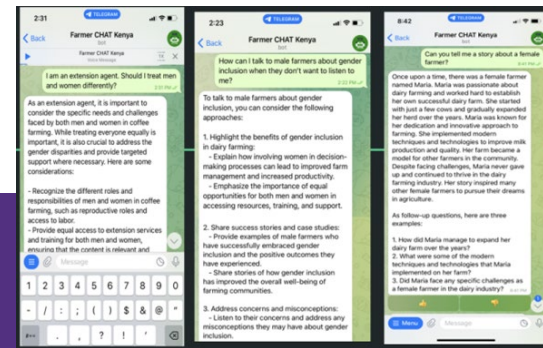 2:31
TELEGRAM
Back
Farmer CHAT Kenya
bot
Farmer CHAT Kenya
Voice Message
I am an extension agent. Should I treat men
and women differently?
As an extension agent, it is important to
consider the specific needs and challenges
faced by both men and women in coffee
farming. While treating everyone equally is
important, it is also crucial to address the
gender disparities and provide targeted
support where necessary. Here are some
considerations:
- Recognize the different roles and
responsibilities of men and women in coffee
farming, such as reproductive roles and
access to labor.
- Provide equal access to extension services
and training for both men and women,
ensuring that the content is relevant and
Message
1 2 3 4 5 6 7 8 9 0
- / : ; ( ) $ & @ "
#+= . , ? ! '
2:23
TELEGRAM
Back
Farmer CHAT Kenya
bot
How can I talk to male farmers about gender
inclusion when they don't want to listen to
me?
To talk to male farmers about gender
inclusion, you can consider the following
approaches:
1. Highlight the benefits of gender inclusion
in dairy farming:
- Explain how involving women in decision-
making processes can lead to improved farm
management and increased productivity.
- Emphasize the importance of equal
opportunities for both men and women in
accessing resources, training, and support.
2. Share success stories and case studies:
- Provide examples of male farmers who
have successfully embraced gender
inclusion and the positive outcomes they
have experienced.
- Share stories of how gender inclusion
has improved the overall well-being of
farming communities.
3. Address concerns and misconceptions:
- Listen to their concerns and address any
misconceptions they may have about gender
inclusion.
8:42
TELEGRAM
Back
Farmer CHAT Kenya
bot
Can you tell me a story about a female
farmer?
Once upon a time, there was a female farmer
named Maria. Maria was passionate about
dairy farming and worked hard to establish
her own successful dairy farm. She started
with just a few cows and gradually expanded
her herd over the years. Maria was known for
her dedication and innovative approach to
farming. She implemented modern
techniques and technologies to improve milk
production and quality. Her farm became a
model for other farmers in the community.
Despite facing challenges, Maria never gave
up and continued to thrive in the dairy
farming industry. Her story inspired many
other female farmers to pursue their dreams
in agriculture.
As follow-up questions, here are three
examples:
1. How did Maria manage to expand her
dairy farm over the years?
2. What were some of the modern
techniques and technologies that Maria
implemented on her farm?
3. Did Maria face any specific challenges as
a female farmer in the dairy industry?
Menu
Message